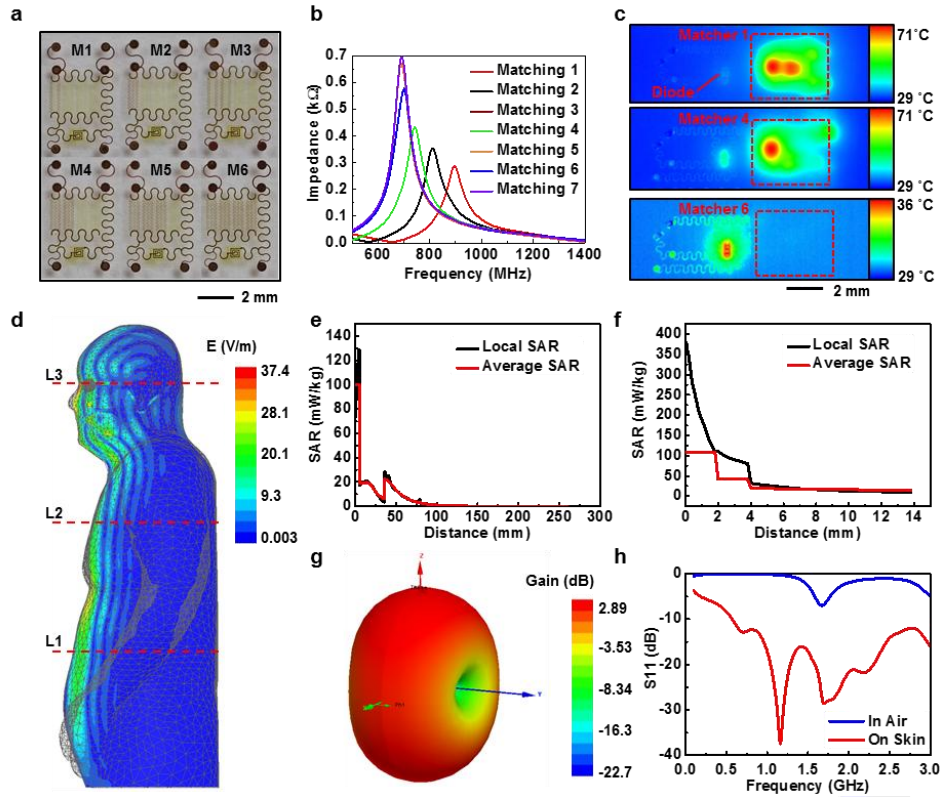 a
M1 M2 M3
M4 M5 M6
2 mm
b
Impedance (kΩ)
0.7
0.6
0.5
0.4
0.3
0.2
0.1
0.0
600 800 1000 1200 1400
Frequency (MHz)
Matching 1
Matching 2
Matching 3
Matching 4
Matching 5
Matching 6
Matching 7
c
Matcher 1
Diode
71°C
29 °C
Matcher 4
71 °C
29°C
Matcher 6
36 °C
29 °C
2 mm
d
L3
L2
L1
E (V/m)
37.4
28.1
20.1
9.3
0.003
e
SAR (mW/kg)
140
120
100
80
60
40
20
0
0 50 100 150 200 250 300
Distance (mm)
Local SAR
Average SAR
f
SAR (mW/kg)
400
350
300
250
200
150
100
50
0
0 2 4 6 8 10 12 14
Distance (mm)
Local SAR
Average SAR
g
Z
Y
Gain (dB)
2.89
-3.53
-8.34
-16.3
-22.7
h
S11 (dB)
0
-10
-20
-30
-40
0.0 0.5 1.0 1.5 2.0 2.5 3.0
Frequency (GHz)
In Air
On Skin